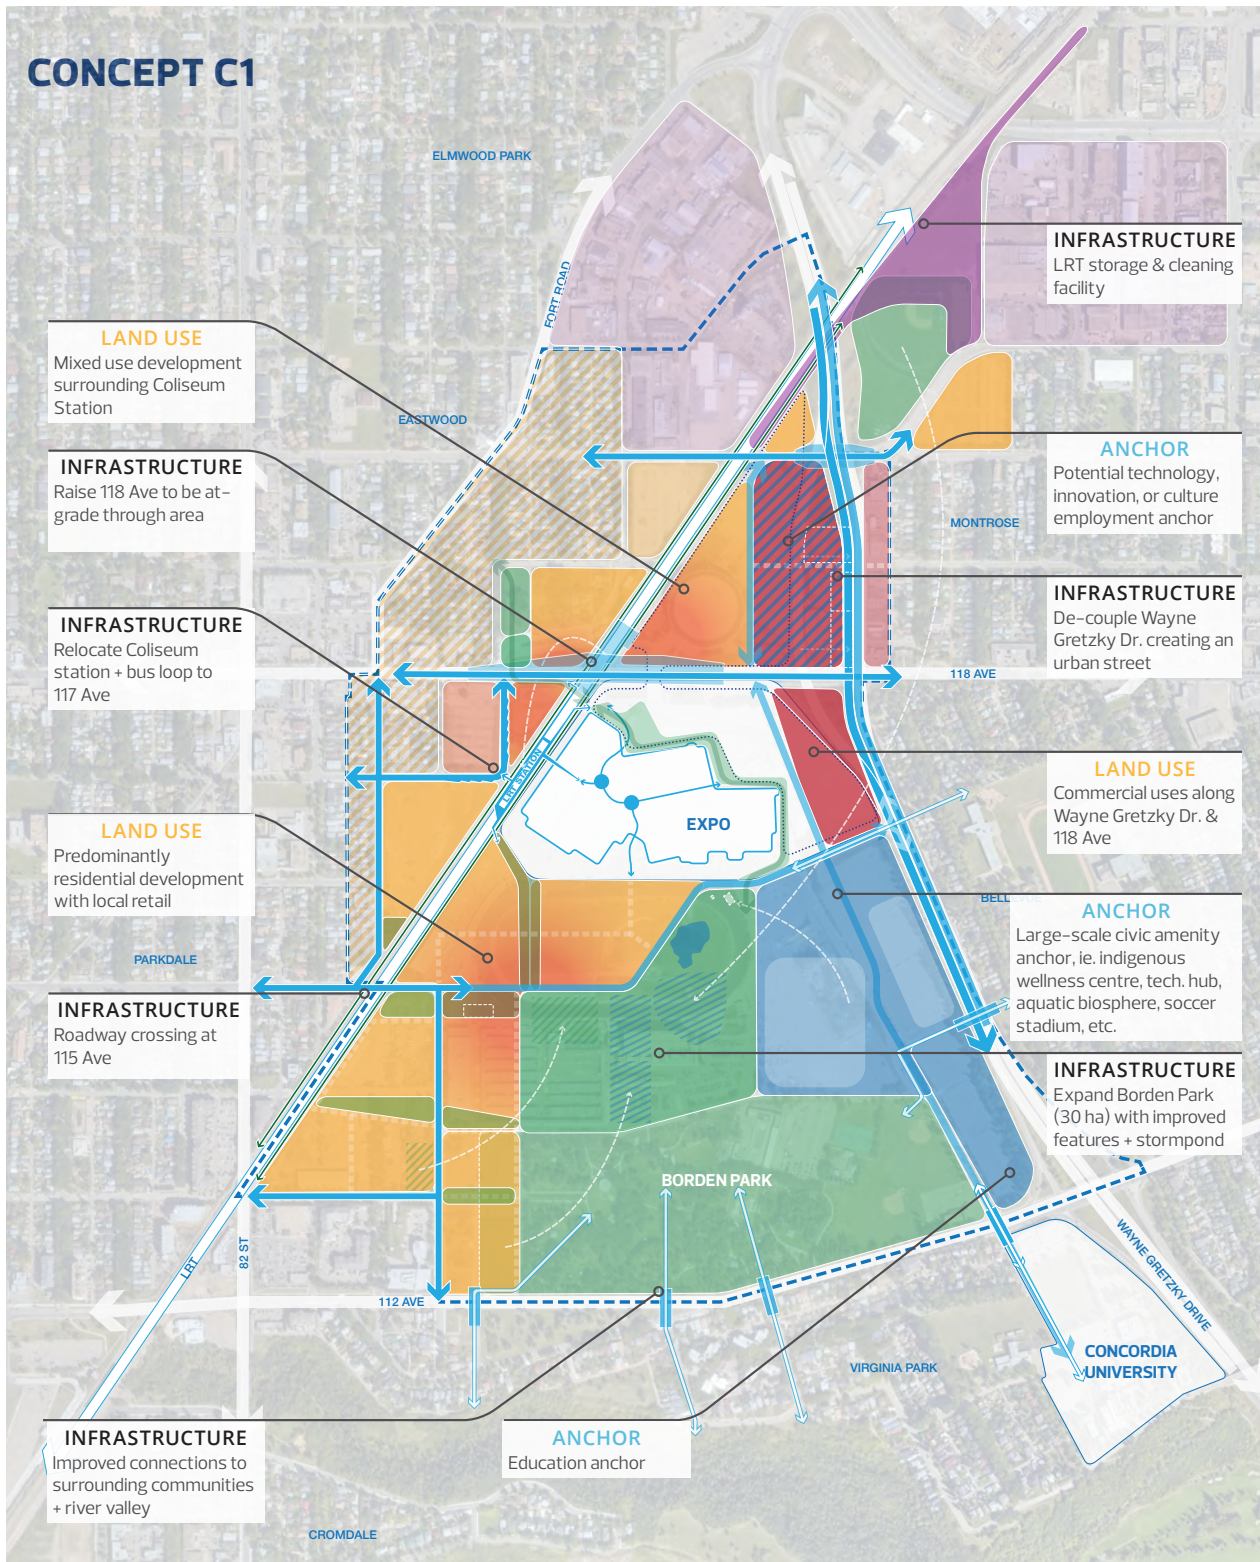 CONCEPT C1
ELMWOOD PARK
INFRASTRUCTURE
LRT storage & cleaning
facility
FORT ROAD
LAND USE
Mixed use development
surrounding Coliseum
Station
EASTWOOD
ANCHOR
Potential technology,
innovation, or culture
employment anchor
INFRASTRUCTURE
Raise 118 Ave to be at-
grade through area
MONTROSE
INFRASTRUCTURE
De-couple Wayne
Gretzky Dr. creating an
urban street
INFRASTRUCTURE
Relocate Coliseum
station + bus loop to
117 Ave
118 AVE
LAND USE
Commercial uses along
Wayne Gretzky Dr. &
118 Ave
LRT STATION
EXPO
LAND USE
Predominantly
residential development
with local retail
BELLEVUE
ANCHOR
Large-scale civic amenity
anchor, ie. indigenous
wellness centre, tech. hub,
aquatic biosphere, soccer
stadium, etc.
PARKDALE
INFRASTRUCTURE
Roadway crossing at
115 Ave
INFRASTRUCTURE
Expand Borden Park
(30 ha) with improved
features + stormpond
BORDEN PARK
82 ST
LRT
WAYNE GRETZKY DRIVE
112 AVE
VIRGINIA PARK
CONCORDIA
UNIVERSITY
INFRASTRUCTURE
Improved connections to
surrounding communities
+ river valley
ANCHOR
Education anchor
CROMDALE